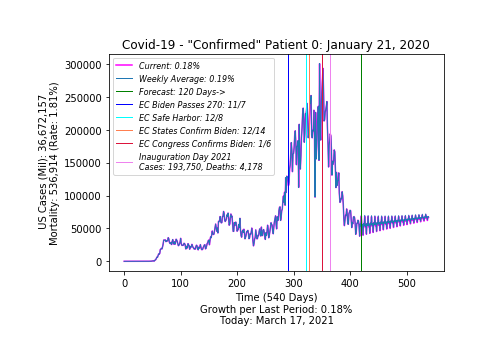 Covid-19 - "Confirmed" Patient 0: January 21, 2020
US Cases (Mil): 36,672,157
Mortality: 536,914 (Rate: 1.81%)
300000
250000
200000
150000
100000
50000
0
Current: 0.18%
Weekly Average: 0.19%
Forecast: 120 Days->
EC Biden Passes 270: 11/7
EC Safe Harbor: 12/8
EC States Confirm Biden: 12/14
EC Congress Confirms Biden: 1/6
Inauguration Day 2021
Cases: 193,750, Deaths: 4,178
0 100 200 300 400 500
Time (540 Days)
Growth per Last Period: 0.18%
Today: March 17, 2021